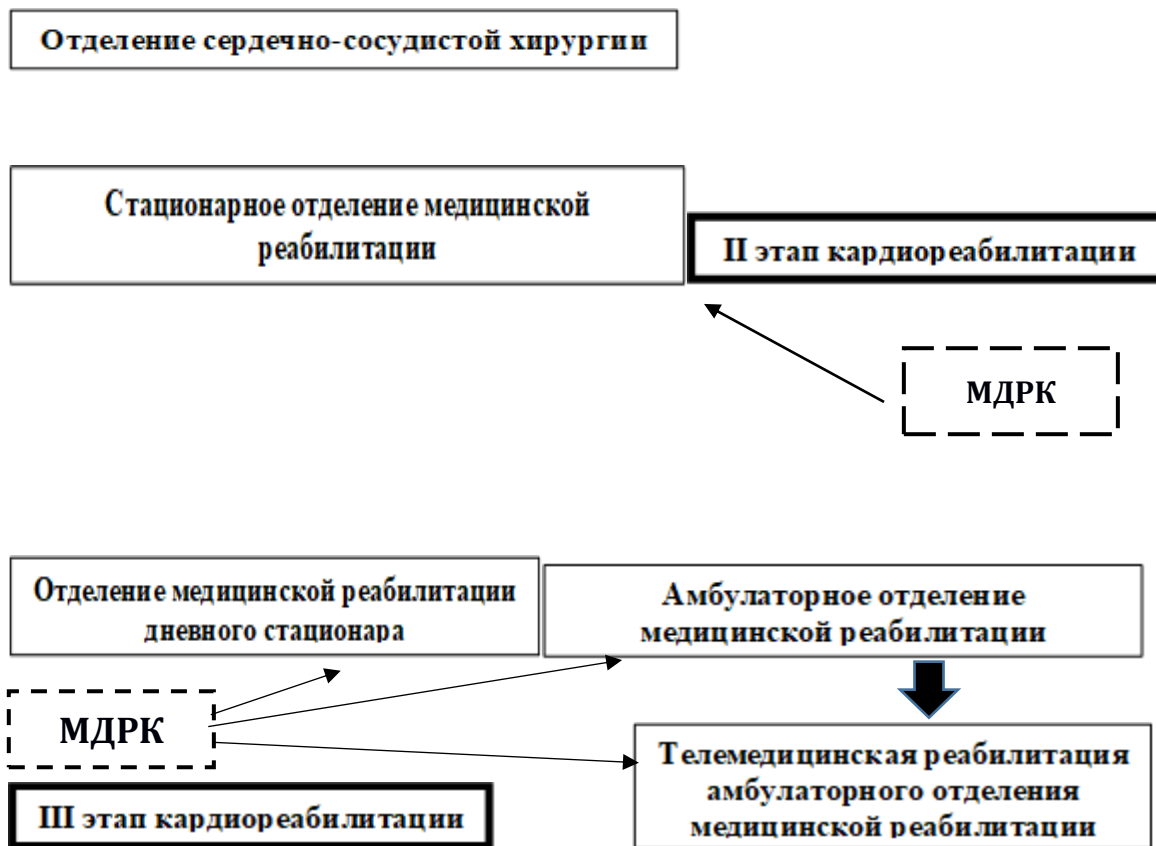 Отделение сердечно-сосудистой хирургии
Стационарное отделение медицинской
реабилитации
II этап кардиореабилитации
МДРК
Отделение медицинской реабилитации
дневного стационара
Амбулаторное отделение
медицинской реабилитации
МДРК
Телемедицинская реабилитация
амбулаторного отделения
медицинской реабилитации
III этап кардиореабилитации